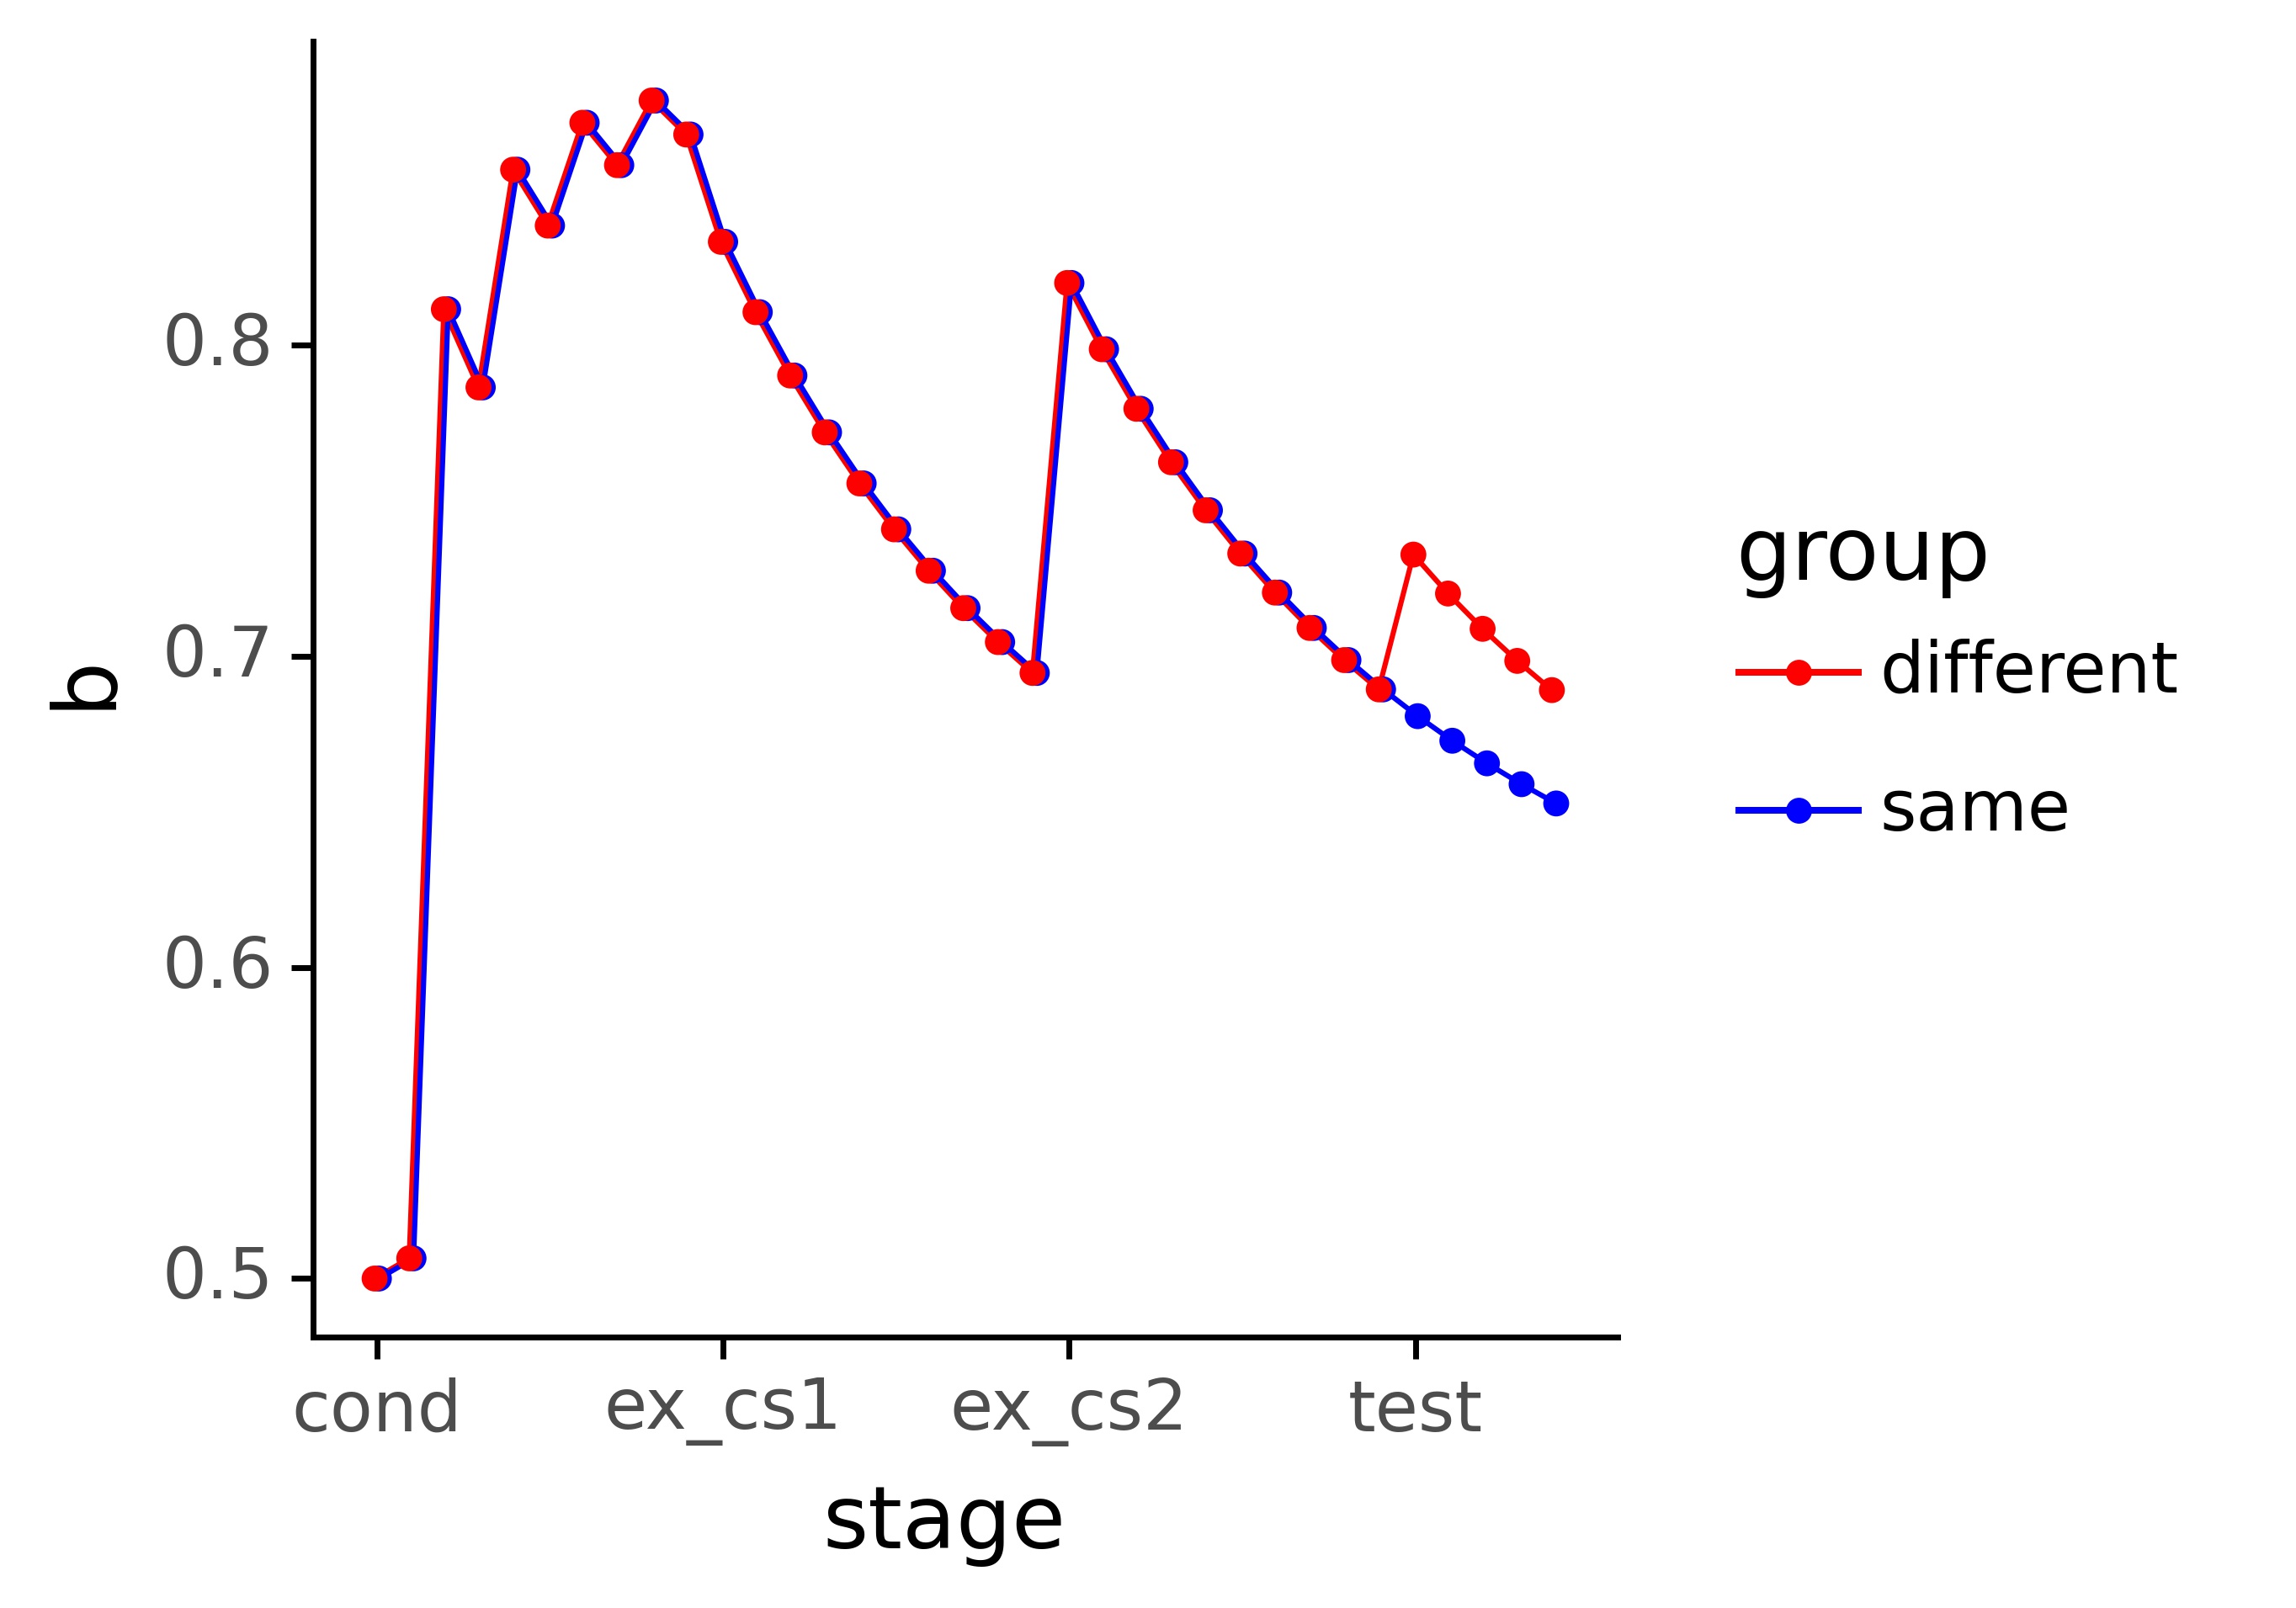 b
0.8
0.7
0.6
0.5
cond
ex_cs1
ex_cs2
test
stage
group
different
same